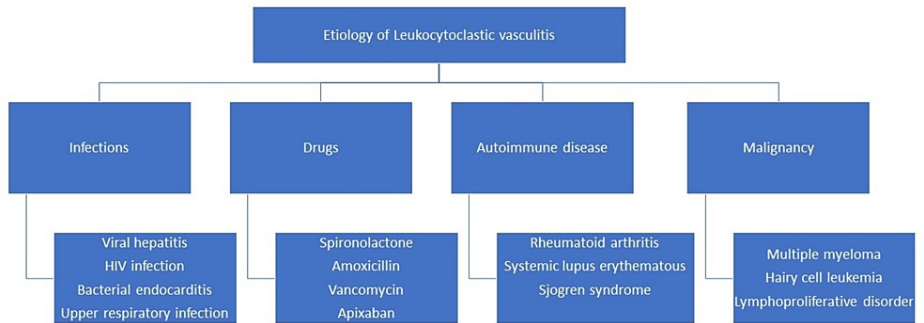 Etiology of Leukocytoclastic vasculitis
Infections
Drugs
Autoimmune disease
Malignancy
Viral hepatitis
HIV infection
Bacterial endocarditis
Upper respiratory infection
Spironolactone
Amoxicillin
Vancomycin
Apixaban
Rheumatoid arthritis
Systemic lupus erythematous
Sjogren syndrome
Multiple myeloma
Hairy cell leukemia
Lymphoproliferative disorder